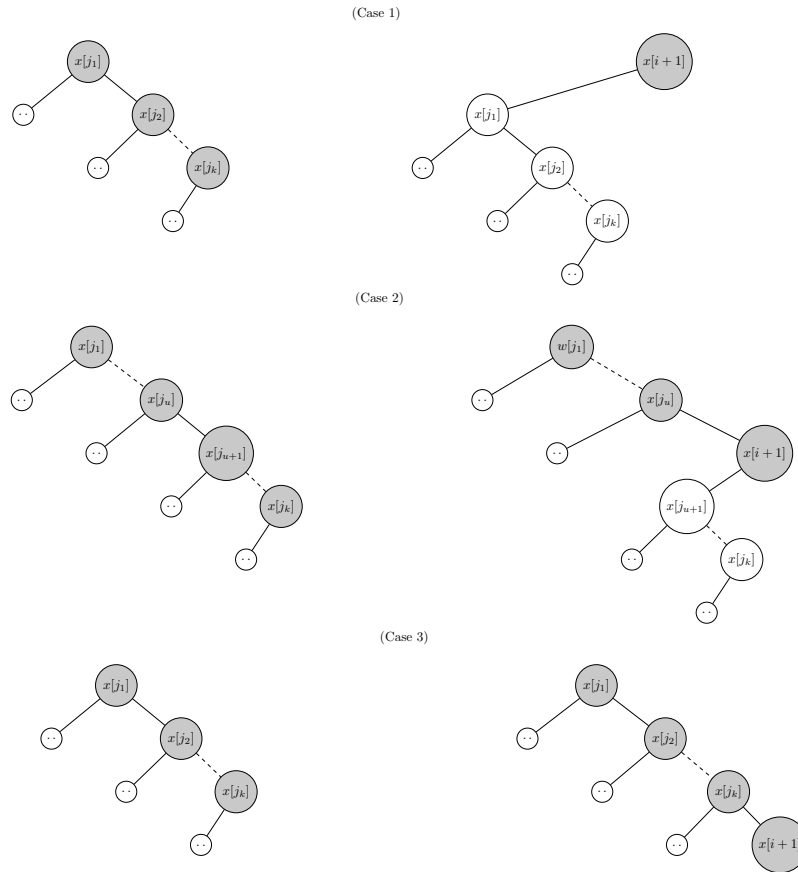 (Case 1)
x[j₁]
x[i + 1]
. .
x[j₂]
x[j₁]
. .
x[jₖ]
. .
x[j₂]
. .
. .
x[jₖ]
. .
(Case 2)
x[j₁]
w[j₁]
. .
x[jᵤ]
. .
x[jᵤ]
. .
x[jᵤ₊₁]
. .
x[i + 1]
. .
x[jₖ]
x[jᵤ₊₁]
. .
. .
x[jₖ]
. .
(Case 3)
x[j₁]
x[j₁]
. .
x[j₂]
. .
x[j₂]
. .
x[jₖ]
. .
x[jₖ]
. .
. .
x[i + 1]